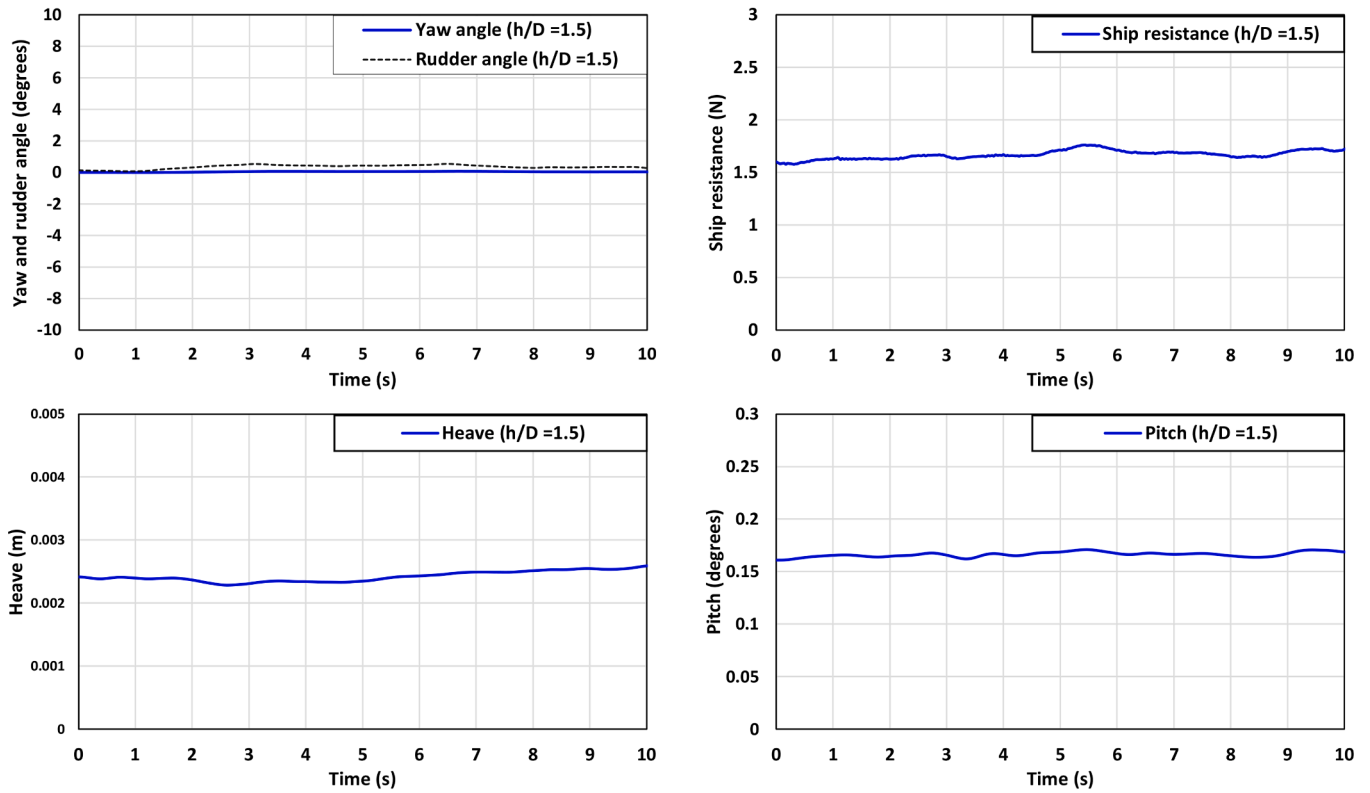 Yaw and rudder angle (degrees)
10
8
6
4
2
0
-2
-4
-6
-8
-10
Yaw angle (h/D =1.5)
Rudder angle (h/D =1.5)
0 1 2 3 4 5 6 7 8 9 10
Time (s)
Ship resistance (N)
3
2.5
2
1.5
1
0.5
0
Ship resistance (h/D =1.5)
0 1 2 3 4 5 6 7 8 9 10
Time (s)
Heave (m)
0.005
0.004
0.003
0.002
0.001
0
Heave (h/D =1.5)
0 1 2 3 4 5 6 7 8 9 10
Time (s)
Pitch (degrees)
0.3
0.25
0.2
0.15
0.1
0.05
0
Pitch (h/D =1.5)
0 1 2 3 4 5 6 7 8 9 10
Time (s)